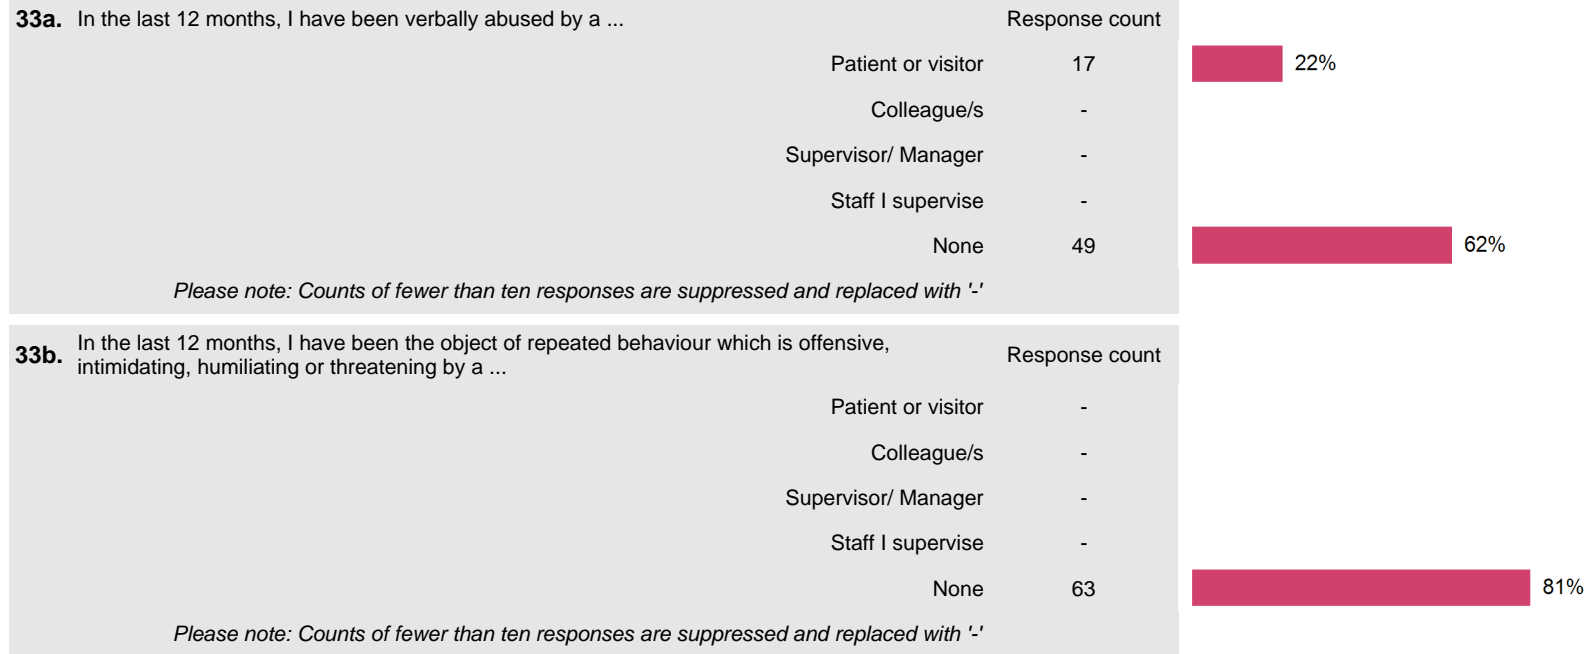 33a. In the last 12 months, I have been verbally abused by a ... Response count
Patient or visitor 17 22%
Colleague/s -
Supervisor/ Manager -
Staff I supervise -
None 49 62%
Please note: Counts of fewer than ten responses are suppressed and replaced with '-'
33b. In the last 12 months, I have been the object of repeated behaviour which is offensive,
intimidating, humiliating or threatening by a ... Response count
Patient or visitor -
Colleague/s -
Supervisor/ Manager -
Staff I supervise -
None 63 81%
Please note: Counts of fewer than ten responses are suppressed and replaced with '-'